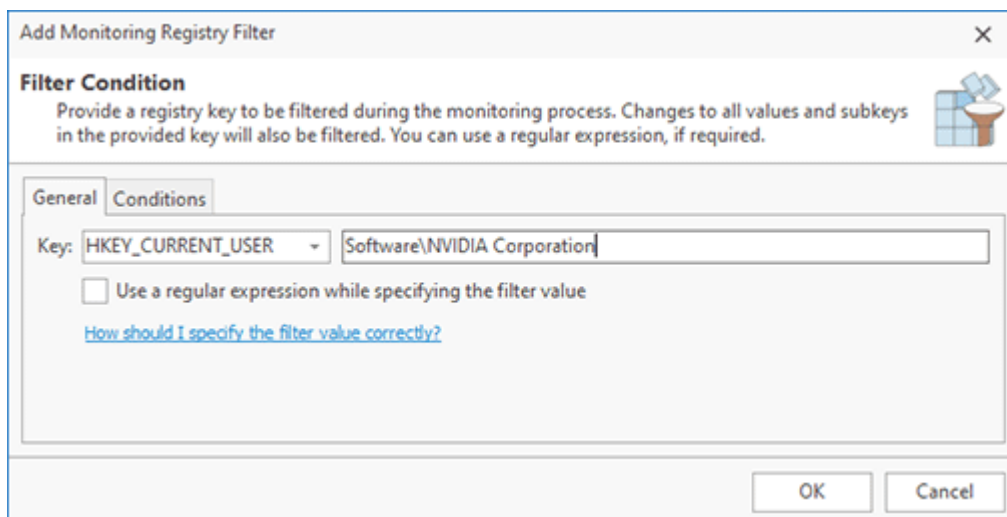 Add Monitoring Registry Filter
Filter Condition
Provide a registry key to be filtered during the monitoring process. Changes to all values and subkeys
in the provided key will also be filtered. You can use a regular expression, if required.
General Conditions
Key: HKEY_CURRENT_USER Software\NVIDIA Corporation
Use a regular expression while specifying the filter value
How should I specify the filter value correctly?
OK Cancel